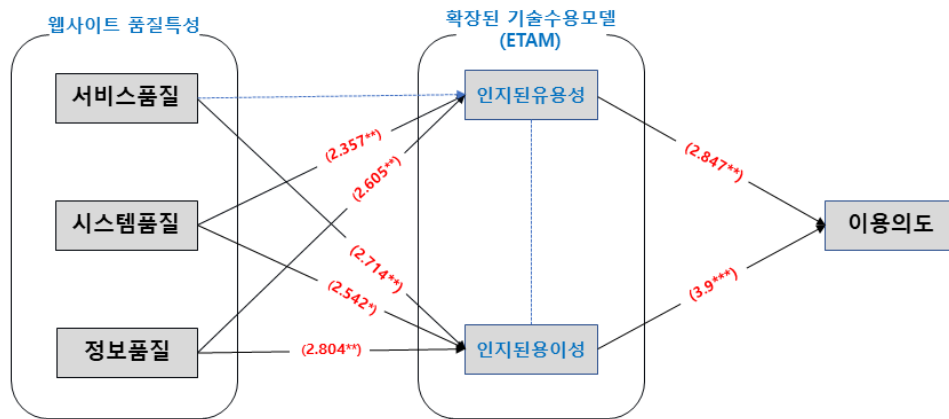 웹사이트 품질특성
확장된 기술수용모델
(ETAM)
서비스품질
인지된유용성
(2.357**)
(2.605**)
(2.847**)
시스템품질
이용의도
(2.714**)
(2.542*)
(3.9***)
정보품질
(2.804**)
인지된용이성